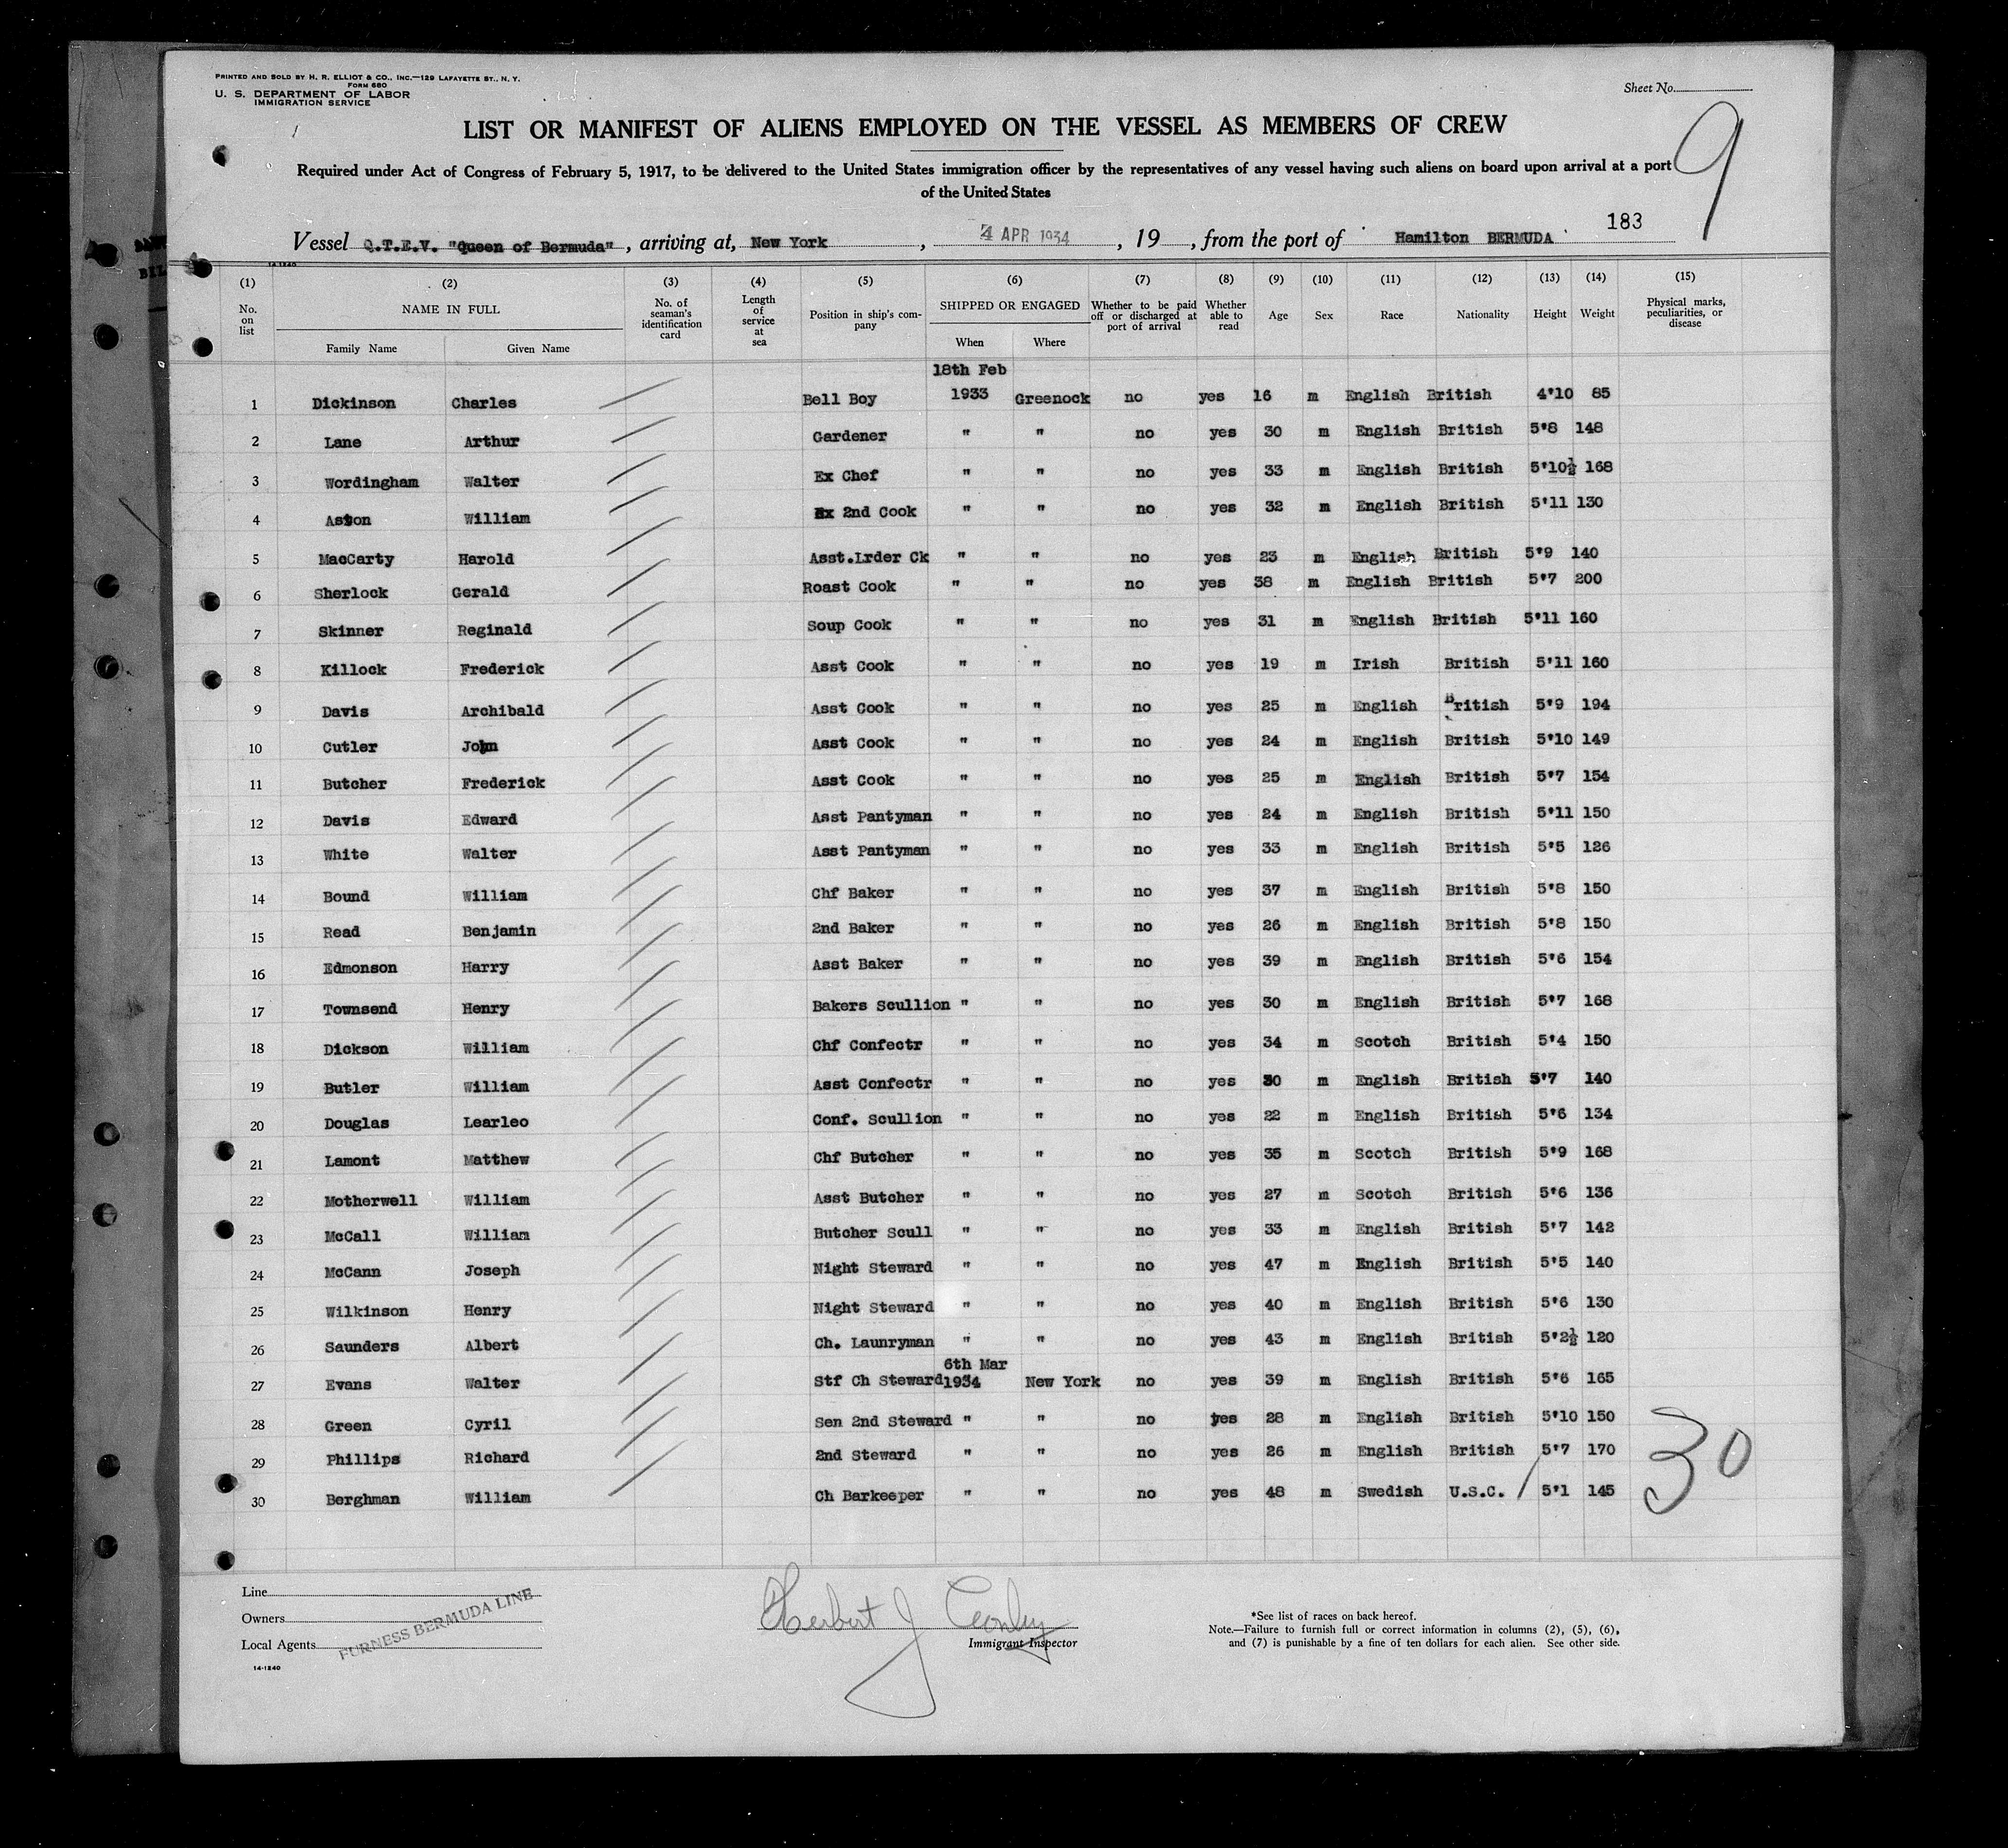 PRINTED AND SOLD BY H. R. ELLIOT & CO., INC.—129 LAFAYETTE ST., N. Y.
FORM 680
U. S. DEPARTMENT OF LABOR
IMMIGRATION SERVICE
Sheet No.
9
LIST OR MANIFEST OF ALIENS EMPLOYED ON THE VESSEL AS MEMBERS OF CREW
Required under Act of Congress of February 5, 1917, to be delivered to the United States immigration officer by the representatives of any vessel having such aliens on board upon arrival at a port
of the United States
183
Vessel Q.T.E.V. "Queen of Bermuda", arriving at, New York, 4 APR 1934, 19, from the port of Hamilton BERMUDA
14-1240
(1) (2) (3) (4) (5) (6) (7) (8) (9) (10) (11) (12) (13) (14) (15)
No. on list NAME IN FULL Family Name Given Name No. of seaman's identification card Length of service at sea Position in ship's company SHIPPED OR ENGAGED When Where Whether to be paid off or discharged at port of arrival Whether able to read Age Sex Race Nationality Height Weight Physical marks, peculiarities, or disease
18th Feb
1 Dickinson Charles Bell Boy 1933 Greenock no yes 16 m English British 4'10 85
2 Lane Arthur Gardener " " no yes 30 m English British 5'8 148
3 Wordingham Walter Ex Chef " " no yes 33 m English British 5'10½ 168
4 Aston William Ex 2nd Cook " " no yes 32 m English British 5'11 130
5 MacCarty Harold Asst.Lrder Ck " " no yes 23 m English British 5'9 140
6 Sherlock Gerald Roast Cook " " no yes 38 m English British 5'7 200
7 Skinner Reginald Soup Cook " " no yes 31 m English British 5'11 160
8 Killock Frederick Asst Cook " " no yes 19 m Irish British 5'11 160
9 Davis Archibald Asst Cook " " no yes 25 m English British 5'9 194
10 Cutler John Asst Cook " " no yes 24 m English British 5'10 149
11 Butcher Frederick Asst Cook " " no yes 25 m English British 5'7 154
12 Davis Edward Asst Pantyman " " no yes 24 m English British 5'11 150
13 White Walter Asst Pantyman " " no yes 33 m English British 5'5 126
14 Bound William Chf Baker " " no yes 37 m English British 5'8 150
15 Read Benjamin 2nd Baker " " no yes 26 m English British 5'8 150
16 Edmonson Harry Asst Baker " " no yes 39 m English British 5'6 154
17 Townsend Henry Bakers Scullion " " no yes 30 m English British 5'7 168
18 Dickson William Chf Confectr " " no yes 34 m Scotch British 5'4 150
19 Butler William Asst Confectr " " no yes 30 m English British 5'7 140
20 Douglas Learleo Conf. Scullion " " no yes 22 m English British 5'6 134
21 Lamont Matthew Chf Butcher " " no yes 35 m Scotch British 5'9 168
22 Motherwell William Asst Butcher " " no yes 27 m Scotch British 5'6 136
23 McCall William Butcher Scull " " no yes 33 m English British 5'7 142
24 McCann Joseph Night Steward " " no yes 47 m English British 5'5 140
25 Wilkinson Henry Night Steward " " no yes 40 m English British 5'6 130
26 Saunders Albert Ch. Launryman " " no yes 43 m English British 5'2½ 120
6th Mar
27 Evans Walter Stf Ch Steward 1934 New York no yes 39 m English British 5'6 165
28 Green Cyril Sen 2nd Steward " " no yes 28 m English British 5'10 150
29 Phillips Richard 2nd Steward " " no yes 26 m English British 5'7 170
30 Berghman William Ch Barkeeper " " no yes 48 m Swedish U.S.C. 5'1 145
30
Line
Owners
Local Agents
FURNESS BERMUDA LINE
14-1240
Herbert J
Immigrant Inspector
*See list of races on back hereof.
Note.—Failure to furnish full or correct information in columns (2), (5), (6),
and (7) is punishable by a fine of ten dollars for each alien. See other side.